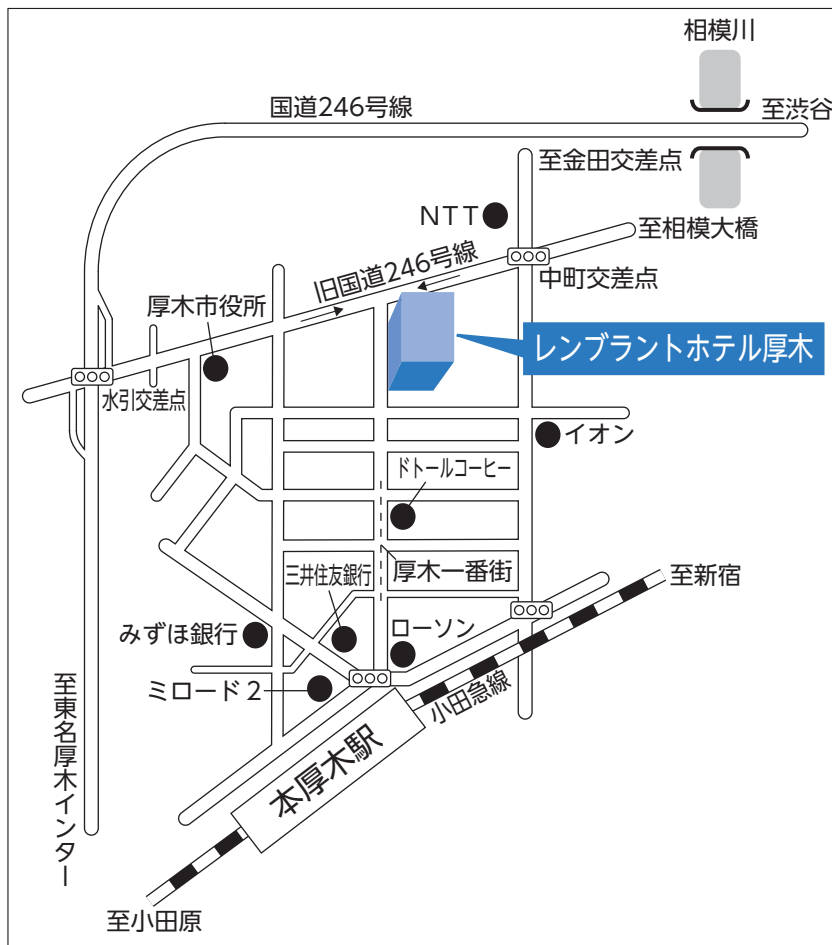 相模川
国道246号線
至渋谷
至金田交差点
NTT
至相模大橋
旧国道246号線
中町交差点
厚木市役所
レンブラントホテル厚木
水引交差点
イオン
ドトールコーヒー
三井住友銀行
厚木一番街
至新宿
みずほ銀行
ローソン
ミロード2
小田急線
至東名厚木インター
本厚木駅
至小田原